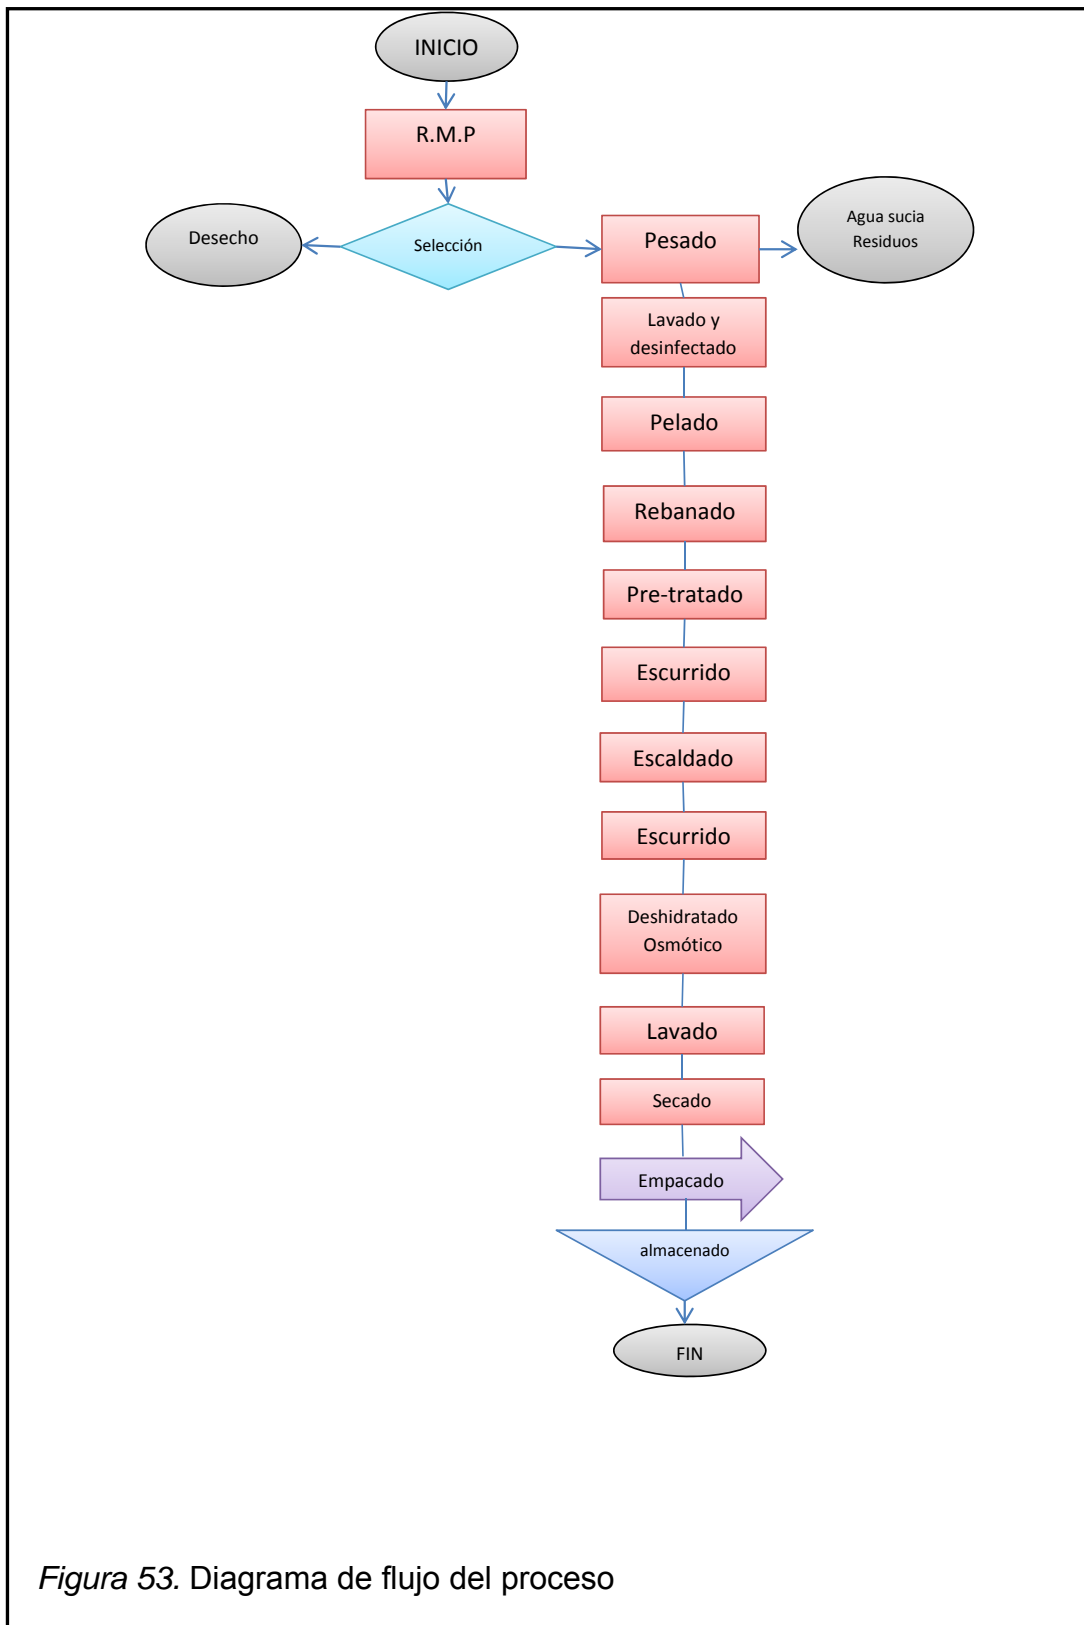 INICIO
R.M.P
Desecho
Selección
Pesado
Agua sucia
Residuos
Lavado y
desinfectado
Pelado
Rebanado
Pre-tratado
Escurrido
Escaldado
Escurrido
Deshidratado
Osmótico
Lavado
Secado
Empacado
almacenado
FIN
Figura 53. Diagrama de flujo del proceso